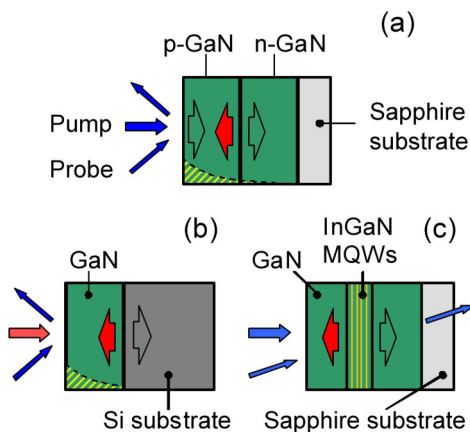 (a)
p-GaN n-GaN
Pump
Probe
Sapphire
substrate
(b)
GaN
Si substrate
(c)
InGaN
MQWs
GaN
Sapphire substrate